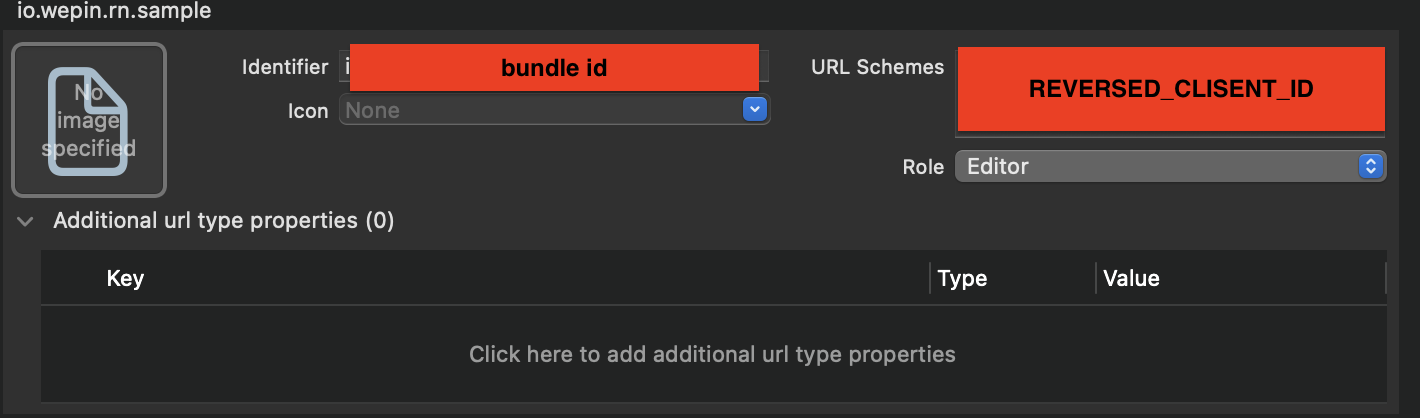 io.wepin.rn.sample
No
image
specified
Identifier
i
bundle id
URL Schemes
REVERSED_CLISENT_ID
Icon
None
Role
Editor
Additional url type properties (0)
Key
Type
Value
Click here to add additional url type properties